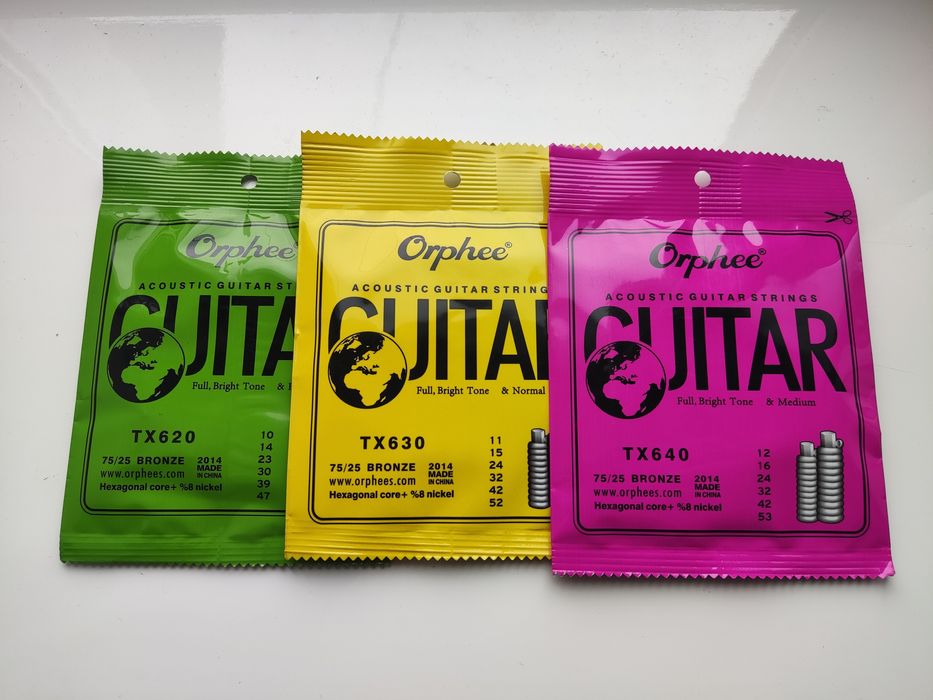 Orphee
ACOUSTIC GUITAR ST
GUITA
Full, Bright Tone &
TX620
10
14
23
30
39
47
75/25 BRONZE
www.orphees.com
Hexagonal core+ %8 nickel
2014
MADE
IN CHINA
Orphee®
ACOUSTIC GUITAR STRING
GUITA
Full, Bright Tone & Normal
TX630
11
15
24
32
42
52
75/25 BRONZE
www.orphees.com
Hexagonal core+ %8 nickel
2014
MADE
IN CHINA
Orphee®
ACOUSTIC GUITAR STRINGS
GUITAR
Full, Bright Tone & Medium
TX640
12
16
24
32
42
53
75/25 BRONZE
www.orphees.com
Hexagonal core+ %8 nickel
2014
MADE
IN CHINA